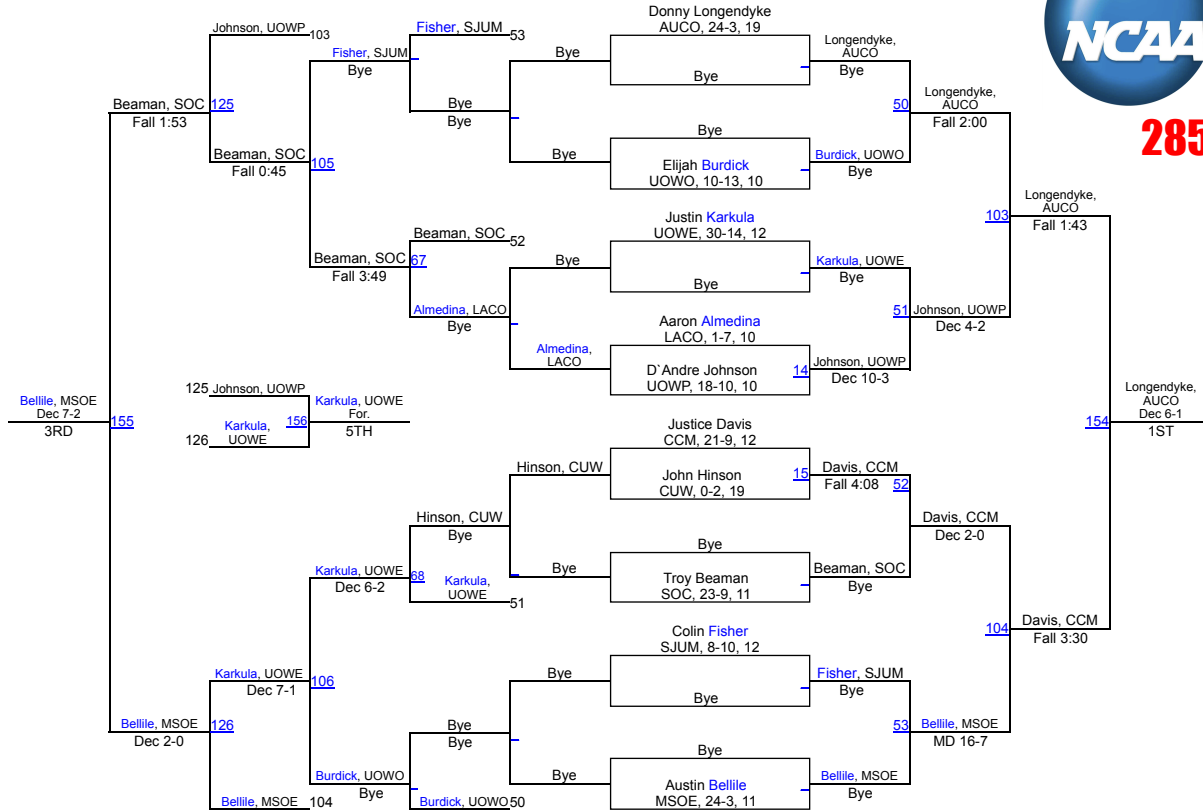 NCAA
285
Johnson, UOWP
103
Beaman, SOC
125
Fall 1:53
Beaman, SOC
Fall 0:45
105
Fisher, SJUM
Bye
Fisher, SJUM
53
Bye
Bye
Beaman, SOC
Fall 3:49
67
Beaman, SOC
52
Almedina, LACO
Bye
Bye
Bye
Bye
Almedina,
LACO
Donny Longendyke
AUCO, 24-3, 19
Bye
Bye
Elijah Burdick
UOWO, 10-13, 10
Justin Karkula
UOWE, 30-14, 12
Bye
Aaron Almedina
LACO, 1-7, 10
D`Andre Johnson
UOWP, 18-10, 10
14
Longendyke,
AUCO
Bye
50
Burdick, UOWO
Bye
Karkula, UOWE
Bye
51
Johnson, UOWP
Dec 10-3
Longendyke,
AUCO
Fall 2:00
103
Johnson, UOWP
Dec 4-2
Longendyke,
AUCO
Fall 1:43
Bellile, MSOE
Dec 7-2
3RD
155
125 Johnson, UOWP
126
Karkula,
UOWE
156
Karkula, UOWE
For.
5TH
154
Longendyke,
AUCO
Dec 6-1
1ST
Justice Davis
CCM, 21-9, 12
John Hinson
CUW, 0-2, 19
15
Bye
Troy Beaman
SOC, 23-9, 11
Colin Fisher
SJUM, 8-10, 12
Bye
Bye
Austin Bellile
MSOE, 24-3, 11
Hinson, CUW
Bye
Bye
Bye
Hinson, CUW
Bye
68
Karkula,
UOWE
51
Karkula, UOWE
Dec 6-2
Karkula, UOWE
Dec 7-1
106
Bye
Bye
Burdick, UOWO
Bye
Burdick, UOWO
50
Bellile, MSOE
Dec 2-0
126
Bellile, MSOE
104
Davis, CCM
Fall 4:08
52
Beaman, SOC
Bye
Davis, CCM
Dec 2-0
Fisher, SJUM
Bye
53
Bellile, MSOE
Bye
Bellile, MSOE
MD 16-7
104
Davis, CCM
Fall 3:30